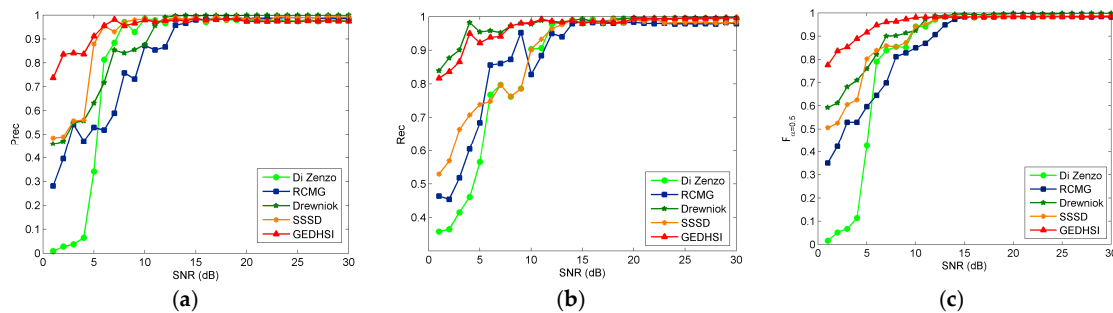 1
0.9
0.8
0.7
0.6
0.5
0.4
0.3
0.2
0.1
0
Prec
0 5 10 15 20 25 30
SNR (dB)
Di Zenzo
RCMG
Drewniok
SSSD
GEDHSI
(a)
1
0.9
0.8
0.7
0.6
0.5
0.4
Rec
0 5 10 15 20 25 30
SNR (dB)
Di Zenzo
RCMG
Drewniok
SSSD
GEDHSI
(b)
1
0.9
0.8
0.7
0.6
0.5
0.4
0.3
0.2
0.1
0
Fα=0.5
0 5 10 15 20 25 30
SNR (dB)
Di Zenzo
RCMG
Drewniok
SSSD
GEDHSI
(c)